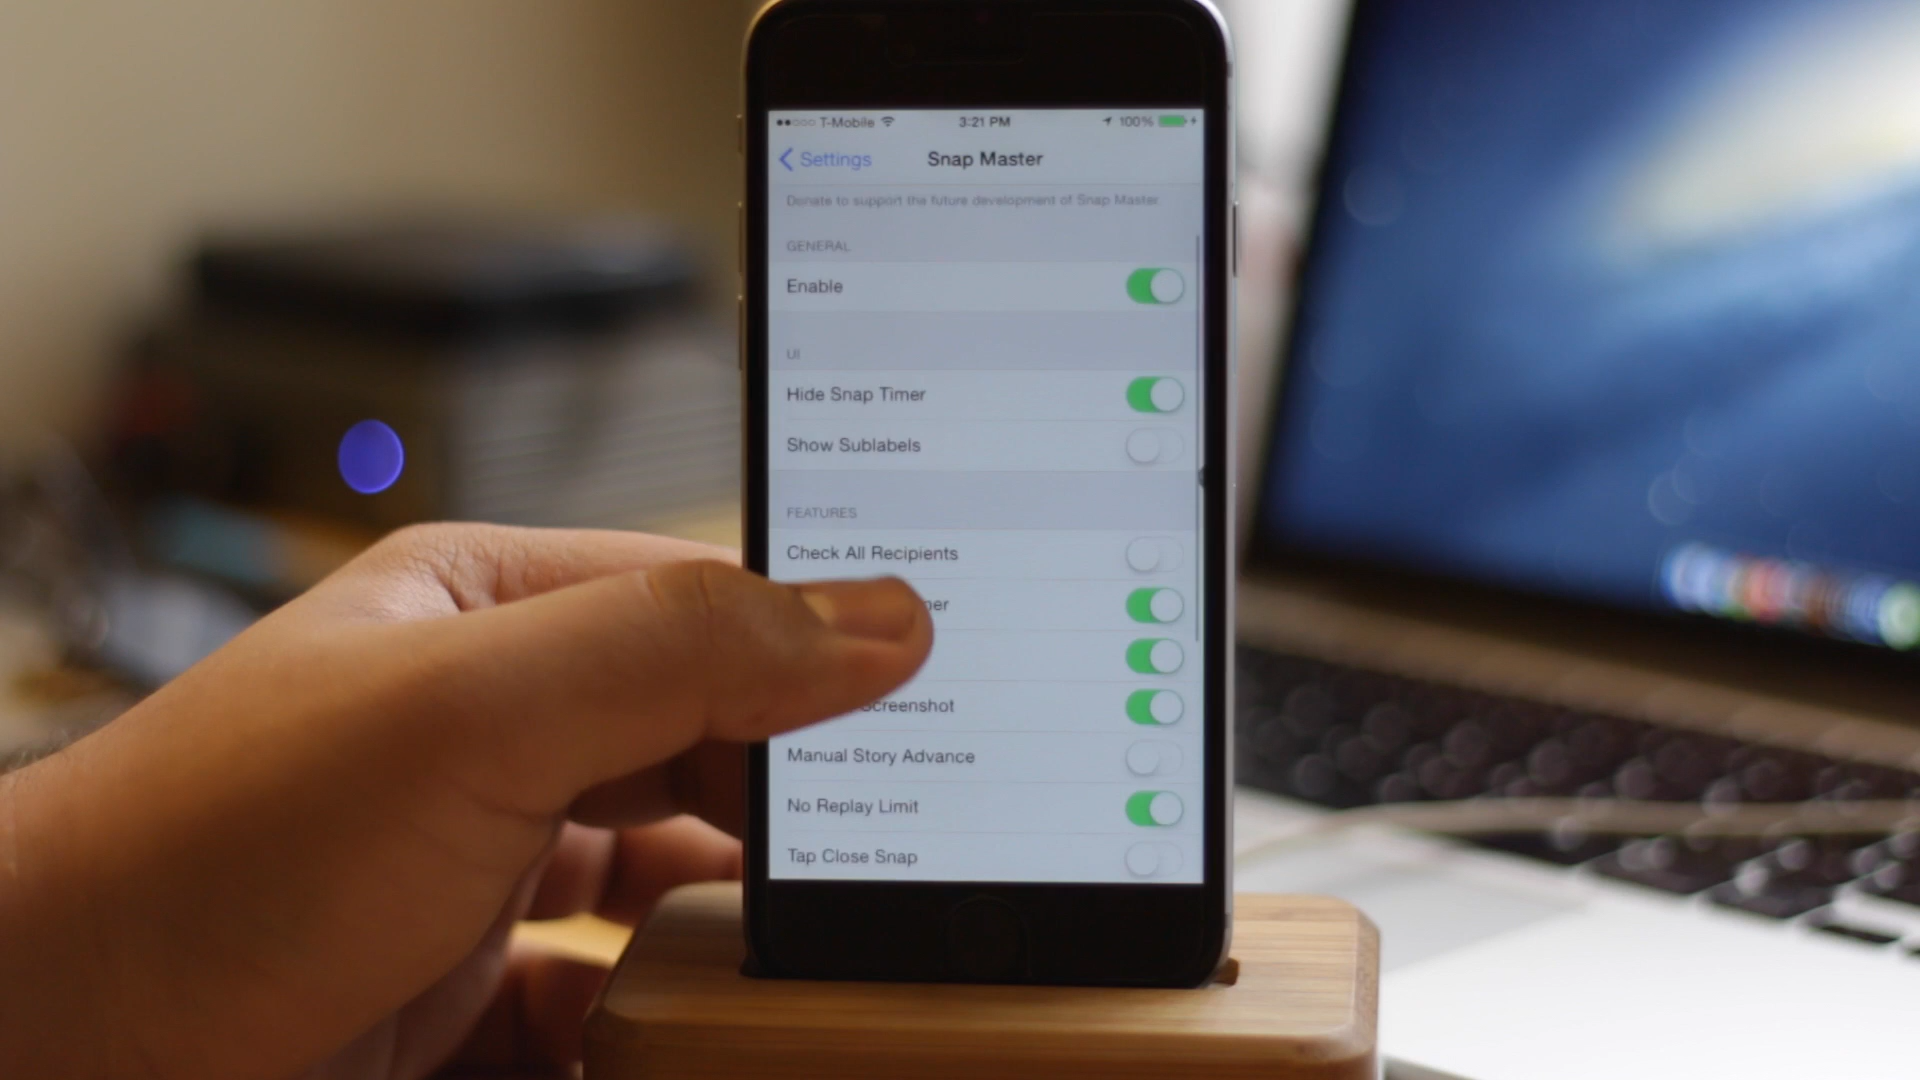 T-Mobile 3:21 PM 100%
Settings Snap Master
Donate to support the future development of Snap Master
GENERAL
Enable
UI
Hide Snap Timer
Show Sublabels
FEATURES
Check All Recipients
Screenshot
Manual Story Advance
No Replay Limit
Tap Close Snap